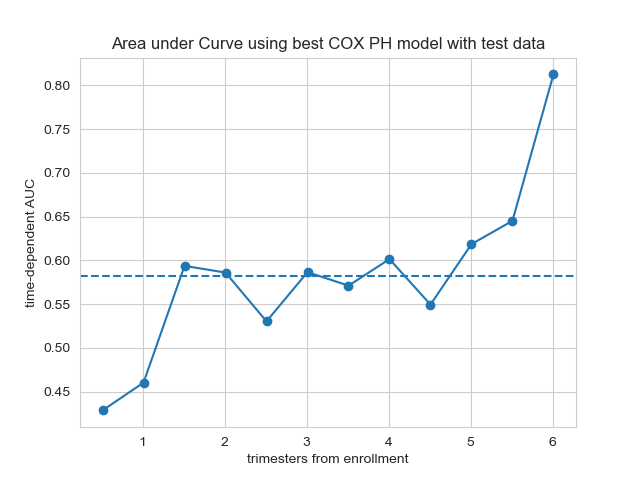 Area under Curve using best COX PH model with test data
time-dependent AUC
0.80
0.75
0.70
0.65
0.60
0.55
0.50
0.45
1 2 3 4 5 6
trimesters from enrollment